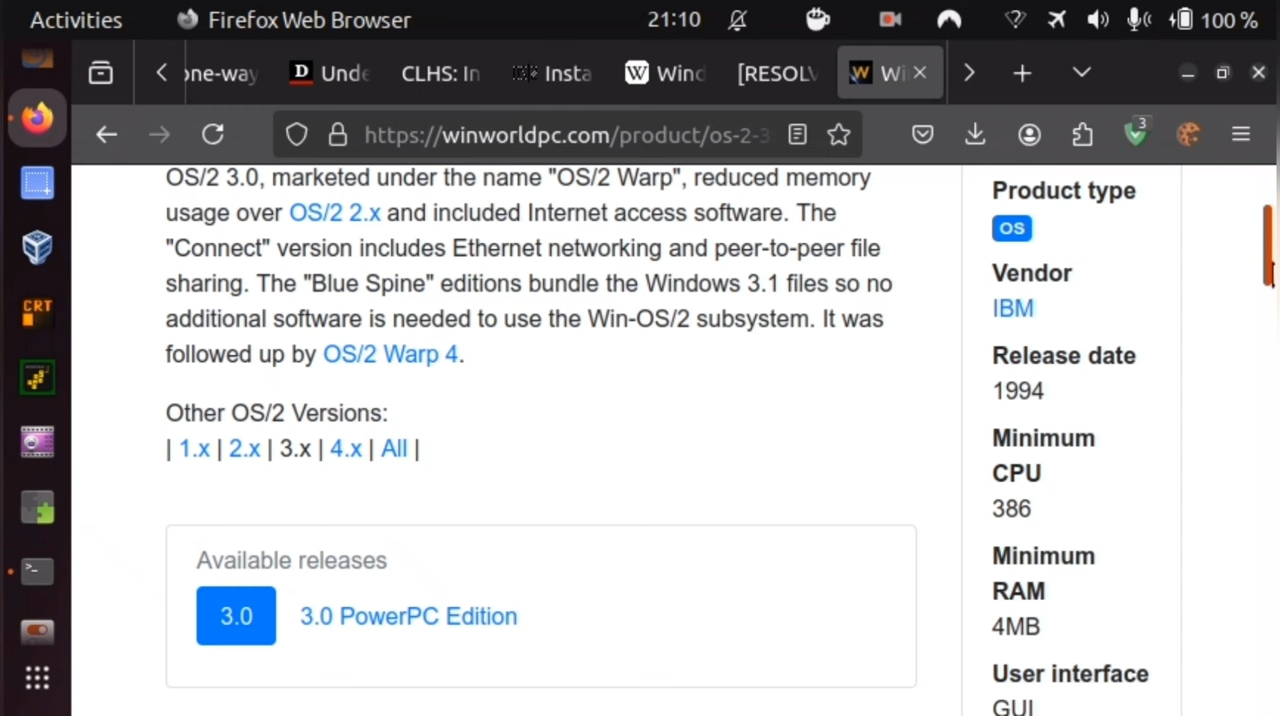 Activities
Firefox Web Browser
21:10
100 %
one-way
D Unde
CLHS: In
Insta
W Wind
[RESOLV
W Wi
https://winworldpc.com/product/os-2-3
3
OS/2 3.0, marketed under the name "OS/2 Warp", reduced memory
usage over OS/2 2.x and included Internet access software. The
"Connect" version includes Ethernet networking and peer-to-peer file
sharing. The "Blue Spine" editions bundle the Windows 3.1 files so no
additional software is needed to use the Win-OS/2 subsystem. It was
followed up by OS/2 Warp 4.
Other OS/2 Versions:
| 1.x | 2.x | 3.x | 4.x | All |
Available releases
3.0
3.0 PowerPC Edition
Product type
OS
Vendor
IBM
Release date
1994
Minimum
CPU
386
Minimum
RAM
4MB
User interface
GUI
CRT